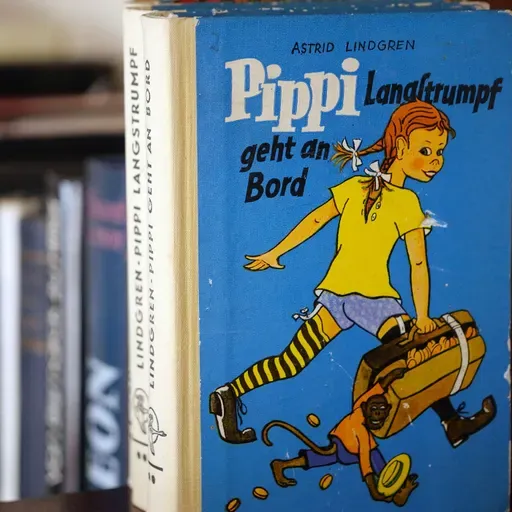 ASTRID LINDGREN
Pippi Langstrumpf
geht an
Bord
LINDGREN · PIPPI LANGSTRUMPF
LINDGREN · PIPPI GEHT AN BORD